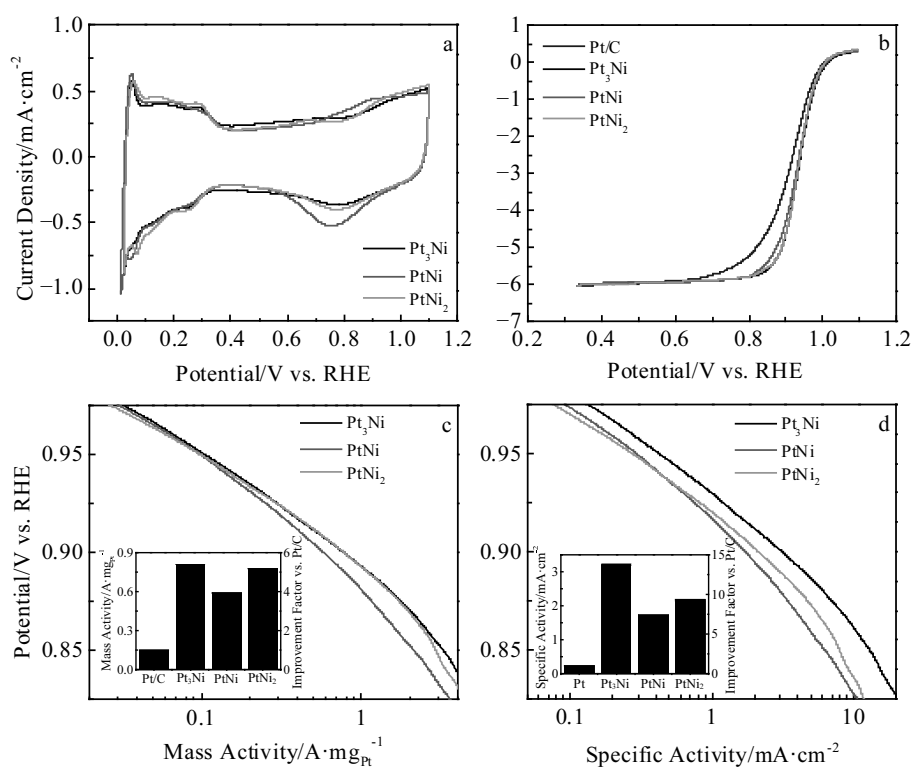 a
1.0
0.5
0.0
−0.5
−1.0
Current Density/mA·cm⁻²
Pt₃Ni
PtNi
PtNi₂
0.0 0.2 0.4 0.6 0.8 1.0 1.2
Potential/V vs. RHE
b
1
0
−1
−2
−3
−4
−5
−6
−7
Pt/C
Pt₃Ni
PtNi
PtNi₂
0.4 0.6 0.8 1.0 1.2
Potential/V vs. RHE
c
Pt₃Ni
PtNi
PtNi₂
0.95
0.90
0.85
Potential/V vs. RHE
Mass Activity/A·mg_Pt⁻¹
0.9
0.6
0.3
0.0
Pt/C Pt₃Ni PtNi PtNi₂
6
4
2
0
Improvement Factor vs. Pt/C
0.1 1
Mass Activity/A·mg_Pt⁻¹
d
Pt₃Ni
PtNi
PtNi₂
0.95
0.90
0.85
Specific Activity/mA·cm⁻²
3
2
1
0
Pt Pt₃Ni PtNi PtNi₂
15
10
5
0
Improvement Factor vs. Pt/C
0.1 1 10
Specific Activity/mA·cm⁻²